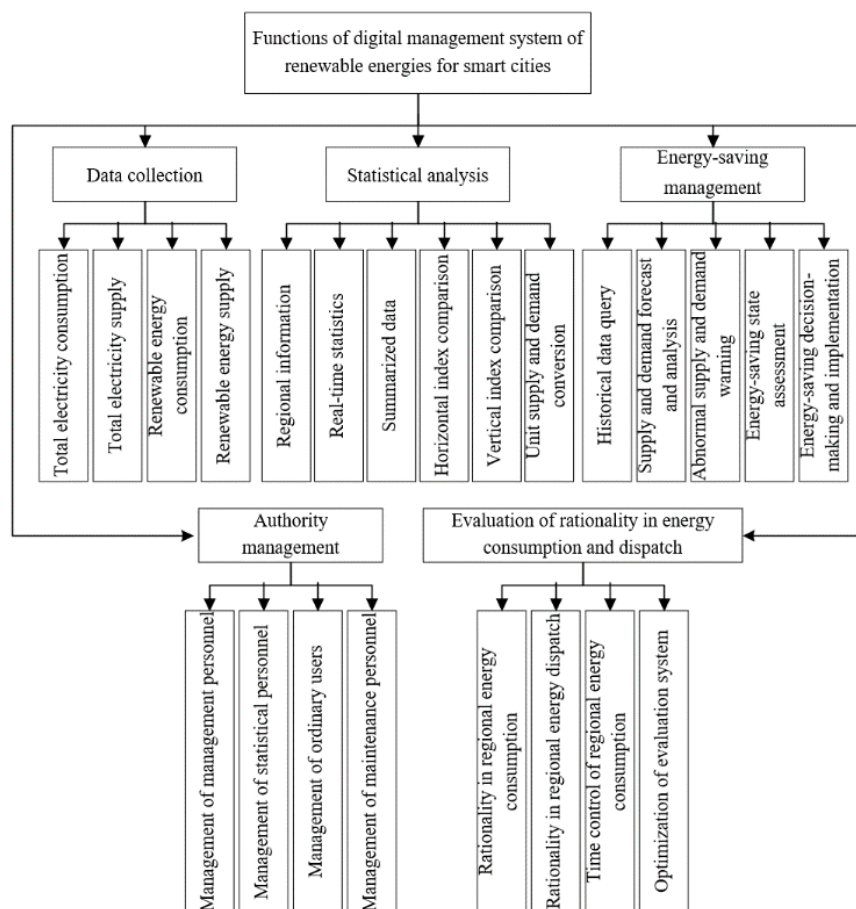 Functions of digital management system of
renewable energies for smart cities
Data collection
Statistical analysis
Energy-saving
management
Total electricity consumption
Total electricity supply
Renewable energy
consumption
Renewable energy supply
Regional information
Real-time statistics
Summarized data
Horizontal index comparison
Vertical index comparison
Unit supply and demand
conversion
Historical data query
Supply and demand forecast
and analysis
Abnormal supply and demand
warning
Energy-saving state
assessment
Energy-saving decision-
making and implementation
Authority
management
Evaluation of rationality in energy
consumption and dispatch
Management of management personnel
Management of statistical personnel
Management of ordinary users
Management of maintenance personnel
Rationality in regional energy
consumption
Rationality in regional energy dispatch
Time control of regional energy
consumption
Optimization of evaluation system